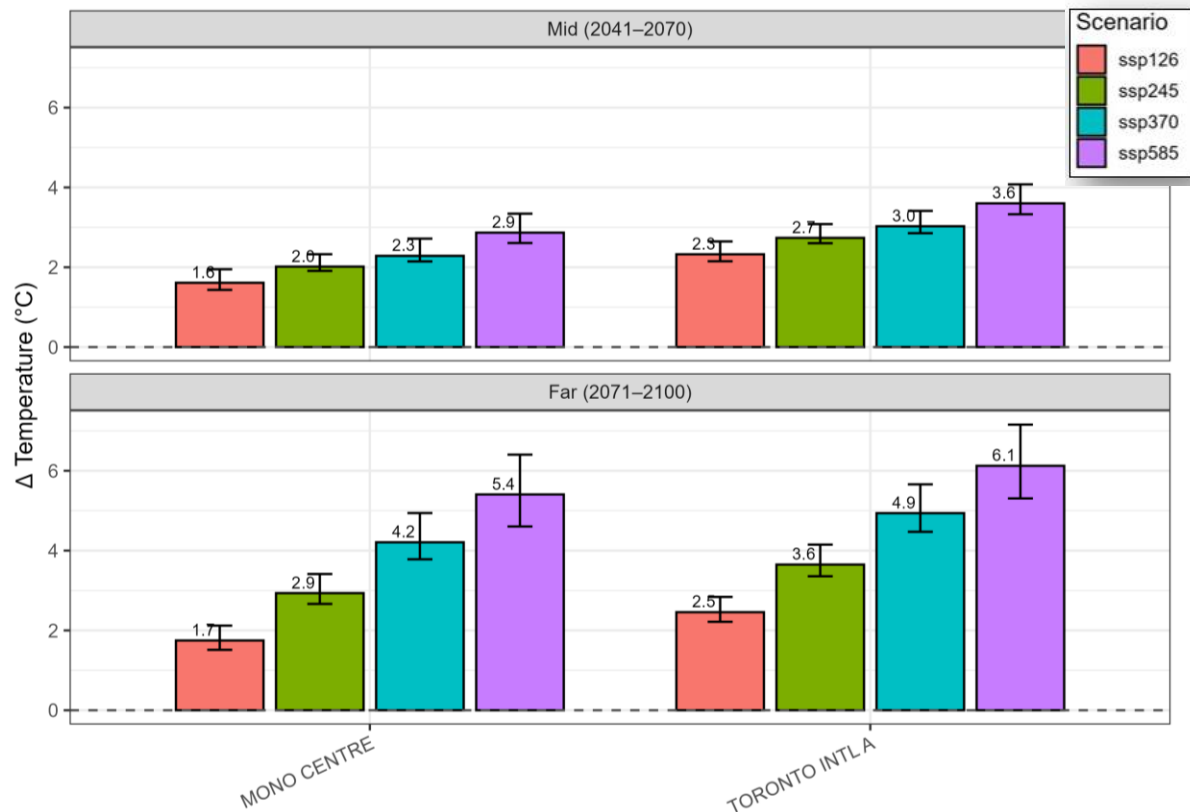 Mid (2041–2070)
Scenario
ssp126
ssp245
ssp370
ssp585
6
4
2
0
1.6
2.0
2.3
2.9
2.3
2.7
3.0
3.6
Far (2071–2100)
Δ Temperature (°C)
6
4
2
0
1.7
2.9
4.2
5.4
2.5
3.6
4.9
6.1
MONO CENTRE
TORONTO INTL A